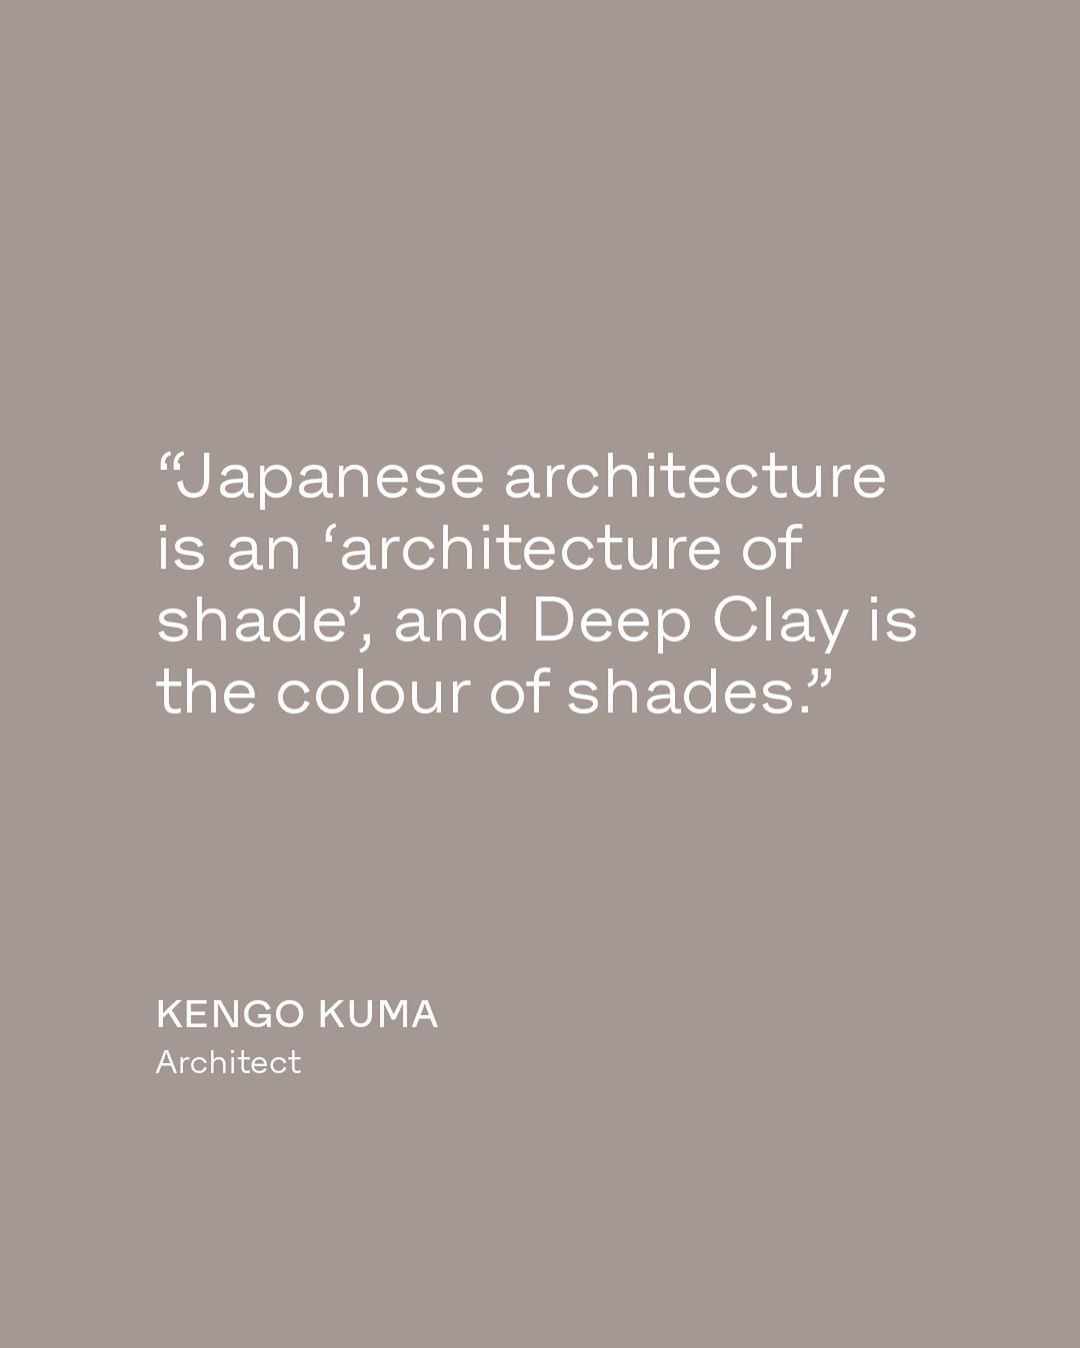 “Japanese architecture
is an ‘architecture of
shade’, and Deep Clay is
the colour of shades.”
KENGO KUMA
Architect